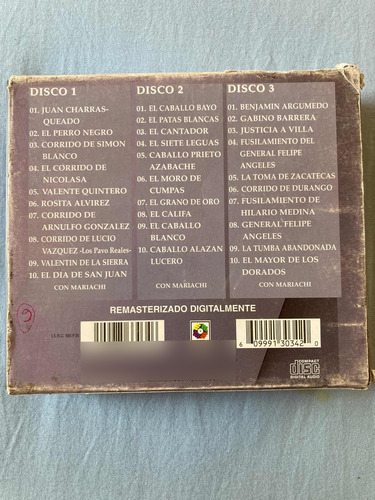 DISCO 1
01. JUAN CHARRAS-
QUEADO
02. EL PERRO NEGRO
03. CORRIDO DE SIMON
BLANCO
04. EL CORRIDO DE
NICOLASA
05. VALENTE QUINTERO
06. ROSITA ALVIREZ
07. CORRIDO DE
ARNULFO GONZALEZ
08. CORRIDO DE LUCIO
VAZQUEZ -Los Pavo Reales-
09. VALENTIN DE LA SIERRA
10. EL DIA DE SAN JUAN
CON MARIACHI
DISCO 2
01. EL CABALLO BAYO
02. EL PATAS BLANCAS
03. EL CANTADOR
04. EL SIETE LEGUAS
05. CABALLO PRIETO
AZABACHE
06. EL MORO DE
CUMPAS
07. EL GRANO DE ORO
08. EL CALIFA
09. EL CABALLO
BLANCO
10. CABALLO ALAZAN
LUCERO
CON MARIACHI
DISCO 3
01. BENJAMIN ARGUMEDO
02. GABINO BARRERA
03. JUSTICIA A VILLA
04. FUSILAMIENTO DEL
GENERAL FELIPE
ANGELES
05. LA TOMA DE ZACATECAS
06. CORRIDO DE DURANGO
07. FUSILAMIENTO DE
HILARIO MEDINA
08. GENERAL FELIPE
ANGELES
09. LA TUMBA ABANDONADA
10. EL MAYOR DE LOS
DORADOS
CON MARIACHI
REMASTERIZADO DIGITALMENTE
6 09991 30342 0
COMPACT
disc
DIGITAL AUDIO